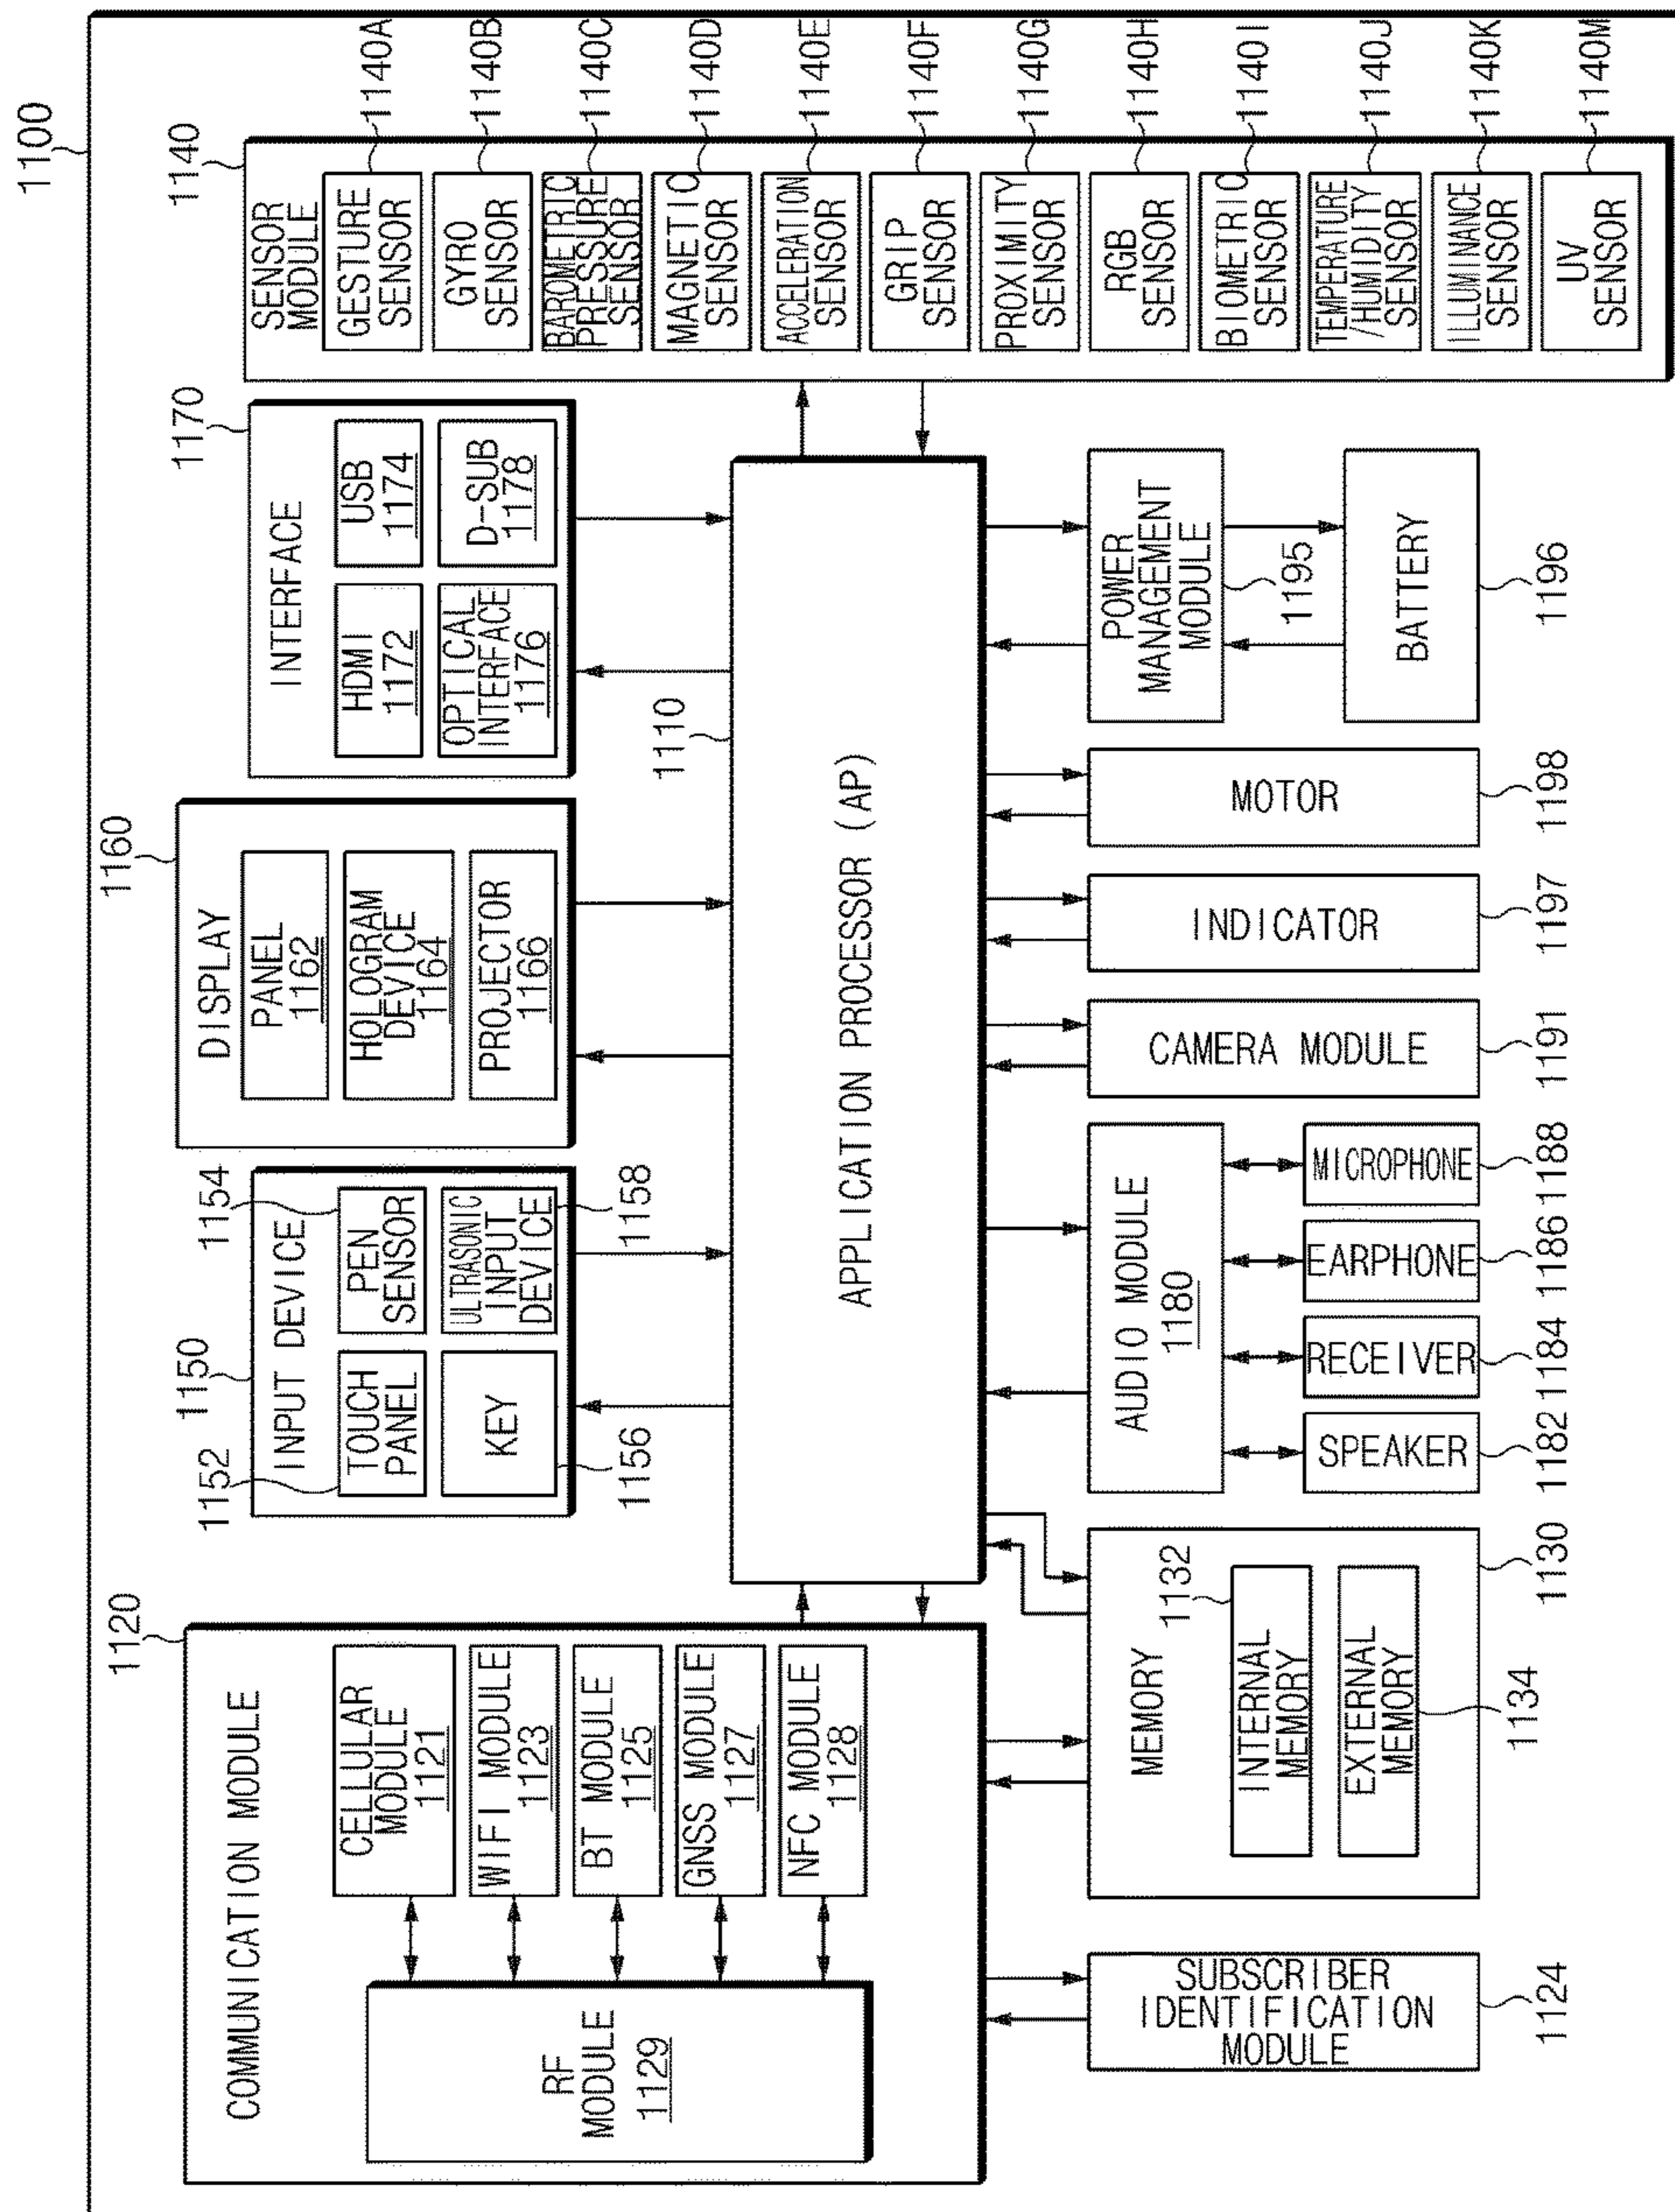 1100
1120
COMMUNICATION MODULE
CELLULAR
MODULE
1121
WIFI MODULE
1123
BT MODULE
1125
GNSS MODULE
1127
NFC MODULE
1128
RF
MODULE
1129
1150
INPUT DEVICE
1152
TOUCH
PANEL
1154
PEN
SENSOR
KEY
1156
ULTRASONIC
INPUT
DEVICE
1158
1160
DISPLAY
PANEL
1162
HOLOGRAM
DEVICE
1164
PROJECTOR
1166
1170
INTERFACE
HDMI
1172
USB
1174
OPTICAL
INTERFACE
1176
D-SUB
1178
1140
SENSOR
MODULE
GESTURE
SENSOR
1140A
GYRO
SENSOR
1140B
BAROMETRIC
PRESSURE
SENSOR
1140C
MAGNETIC
SENSOR
1140D
ACCELERATION
SENSOR
1140E
GRIP
SENSOR
1140F
PROXIMITY
SENSOR
1140G
RGB
SENSOR
1140H
BIOMETRIC
SENSOR
1140I
TEMPERATURE
/HUMIDITY
SENSOR
1140J
ILLUMINANCE
SENSOR
1140K
UV
SENSOR
1140M
1110
APPLICATION PROCESSOR (AP)
SUBSCRIBER
IDENTIFICATION
MODULE
1124
MEMORY
1132
INTERNAL
MEMORY
EXTERNAL
MEMORY
1134
1130
AUDIO MODULE
1180
SPEAKER
1182
RECEIVER
1184
EARPHONE
1186
MICROPHONE
1188
CAMERA MODULE
1191
INDICATOR
1197
MOTOR
1198
POWER
MANAGEMENT
MODULE
1195
BATTERY
1196